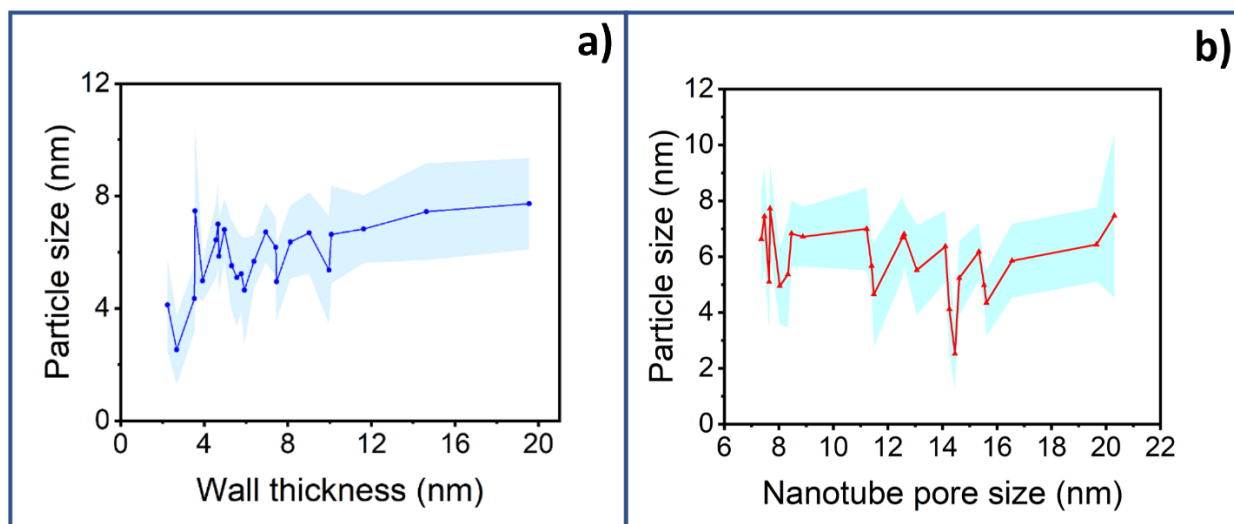 a)
12
8
4
0
Particle size (nm)
0 4 8 12 16 20
Wall thickness (nm)
b)
12
10
8
6
4
2
0
Particle size (nm)
6 8 10 12 14 16 18 20 22
Nanotube pore size (nm)